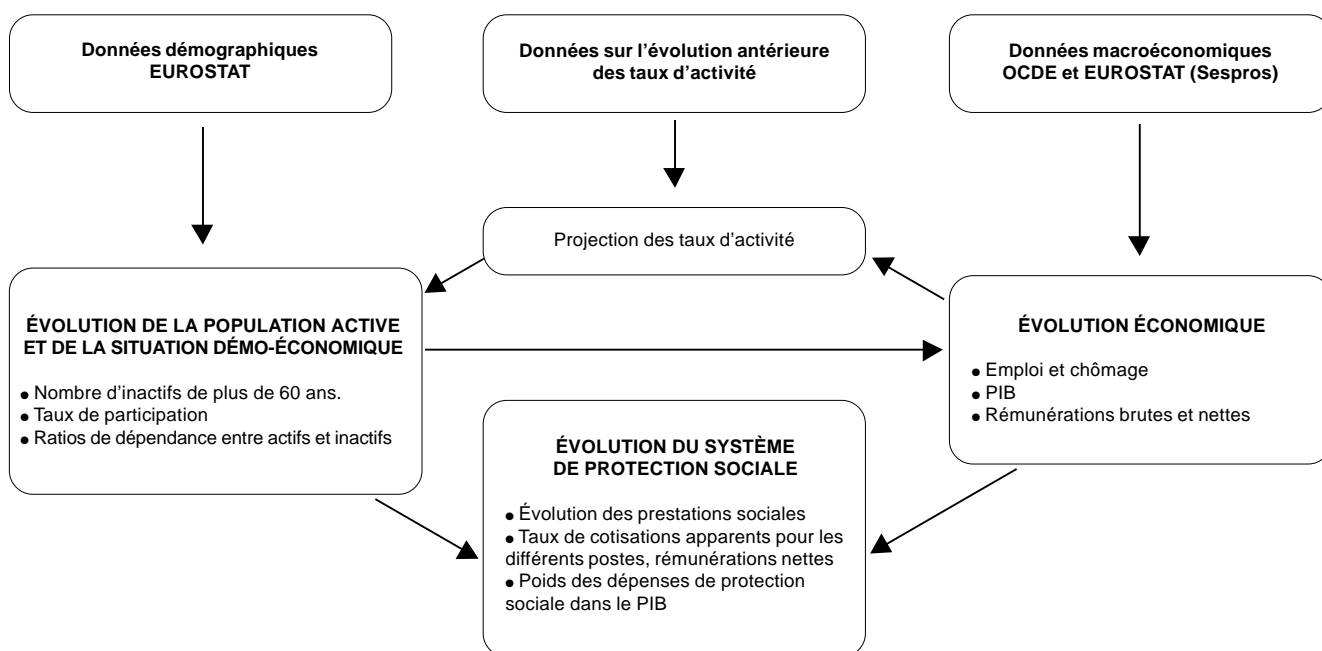 Données démographiques
EUROSTAT
Données sur l’évolution antérieure
des taux d’activité
Données macroéconomiques
OCDE et EUROSTAT (Sespros)
Projection des taux d’activité
ÉVOLUTION DE LA POPULATION ACTIVE
ET DE LA SITUATION DÉMO-ÉCONOMIQUE
● Nombre d’inactifs de plus de 60 ans.
● Taux de participation
● Ratios de dépendance entre actifs et inactifs
ÉVOLUTION ÉCONOMIQUE
● Emploi et chômage
● PIB
● Rémunérations brutes et nettes
ÉVOLUTION DU SYSTÈME
DE PROTECTION SOCIALE
● Évolution des prestations sociales
● Taux de cotisations apparents pour les
différents postes, rémunérations nettes
● Poids des dépenses de protection
sociale dans le PIB